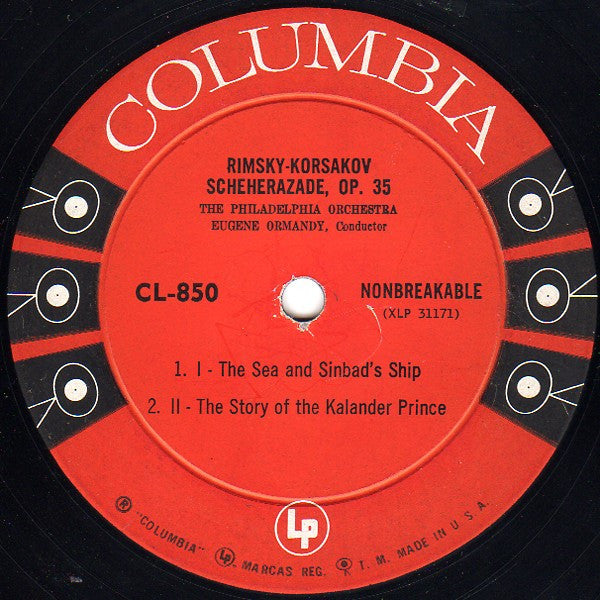 COLUMBIA
RIMSKY-KORSAKOV
SCHEHERAZADE, OP. 35
THE PHILADELPHIA ORCHESTRA
EUGENE ORMANDY, Conductor
CL-850
NONBREAKABLE
(XLP 31171)
1. I - The Sea and Sinbad's Ship
2. II - The Story of the Kalander Prince
Lp
® "COLUMBIA" Lp MARCAS REG. T. M. MADE IN U.S.A.